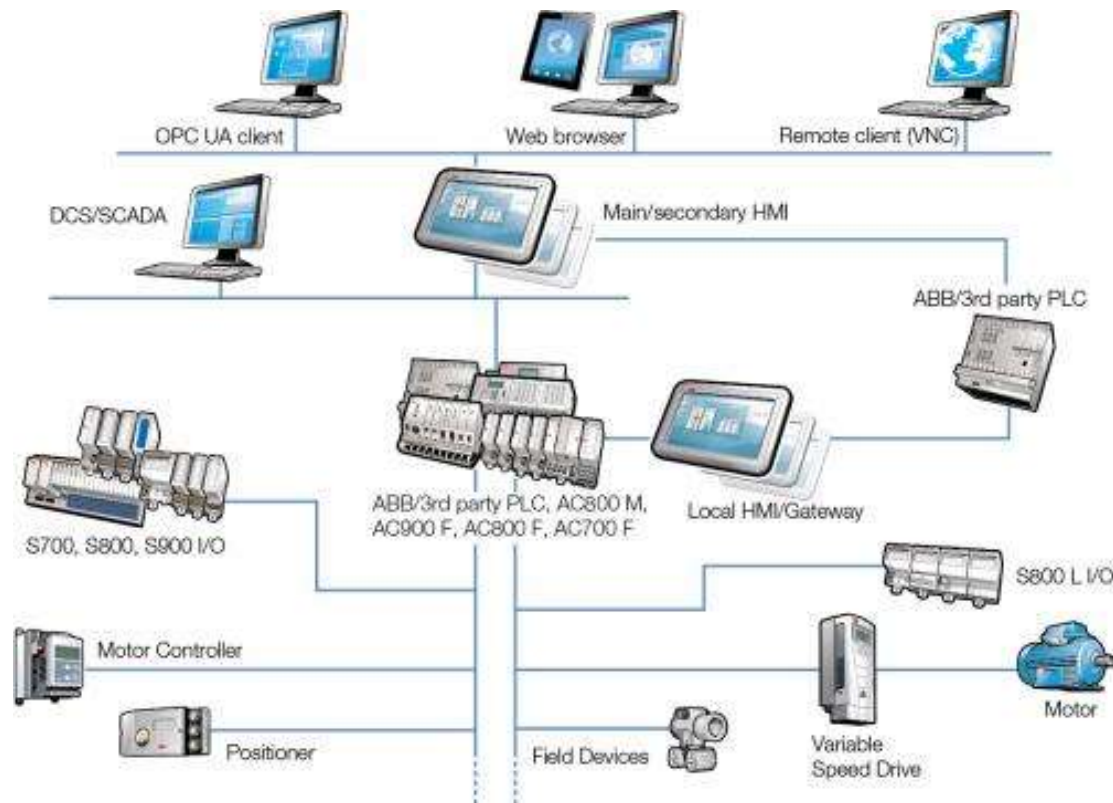 OPC UA client
Web browser
Remote client (VNC)
DCS/SCADA
Main/secondary HMI
ABB/3rd party PLC
ABB/3rd party PLC, AC800 M,
AC900 F, AC800 F, AC700 F
Local HMI/Gateway
S700, S800, S900 I/O
S800 L I/O
Motor Controller
Motor
Positioner
Field Devices
Variable
Speed Drive